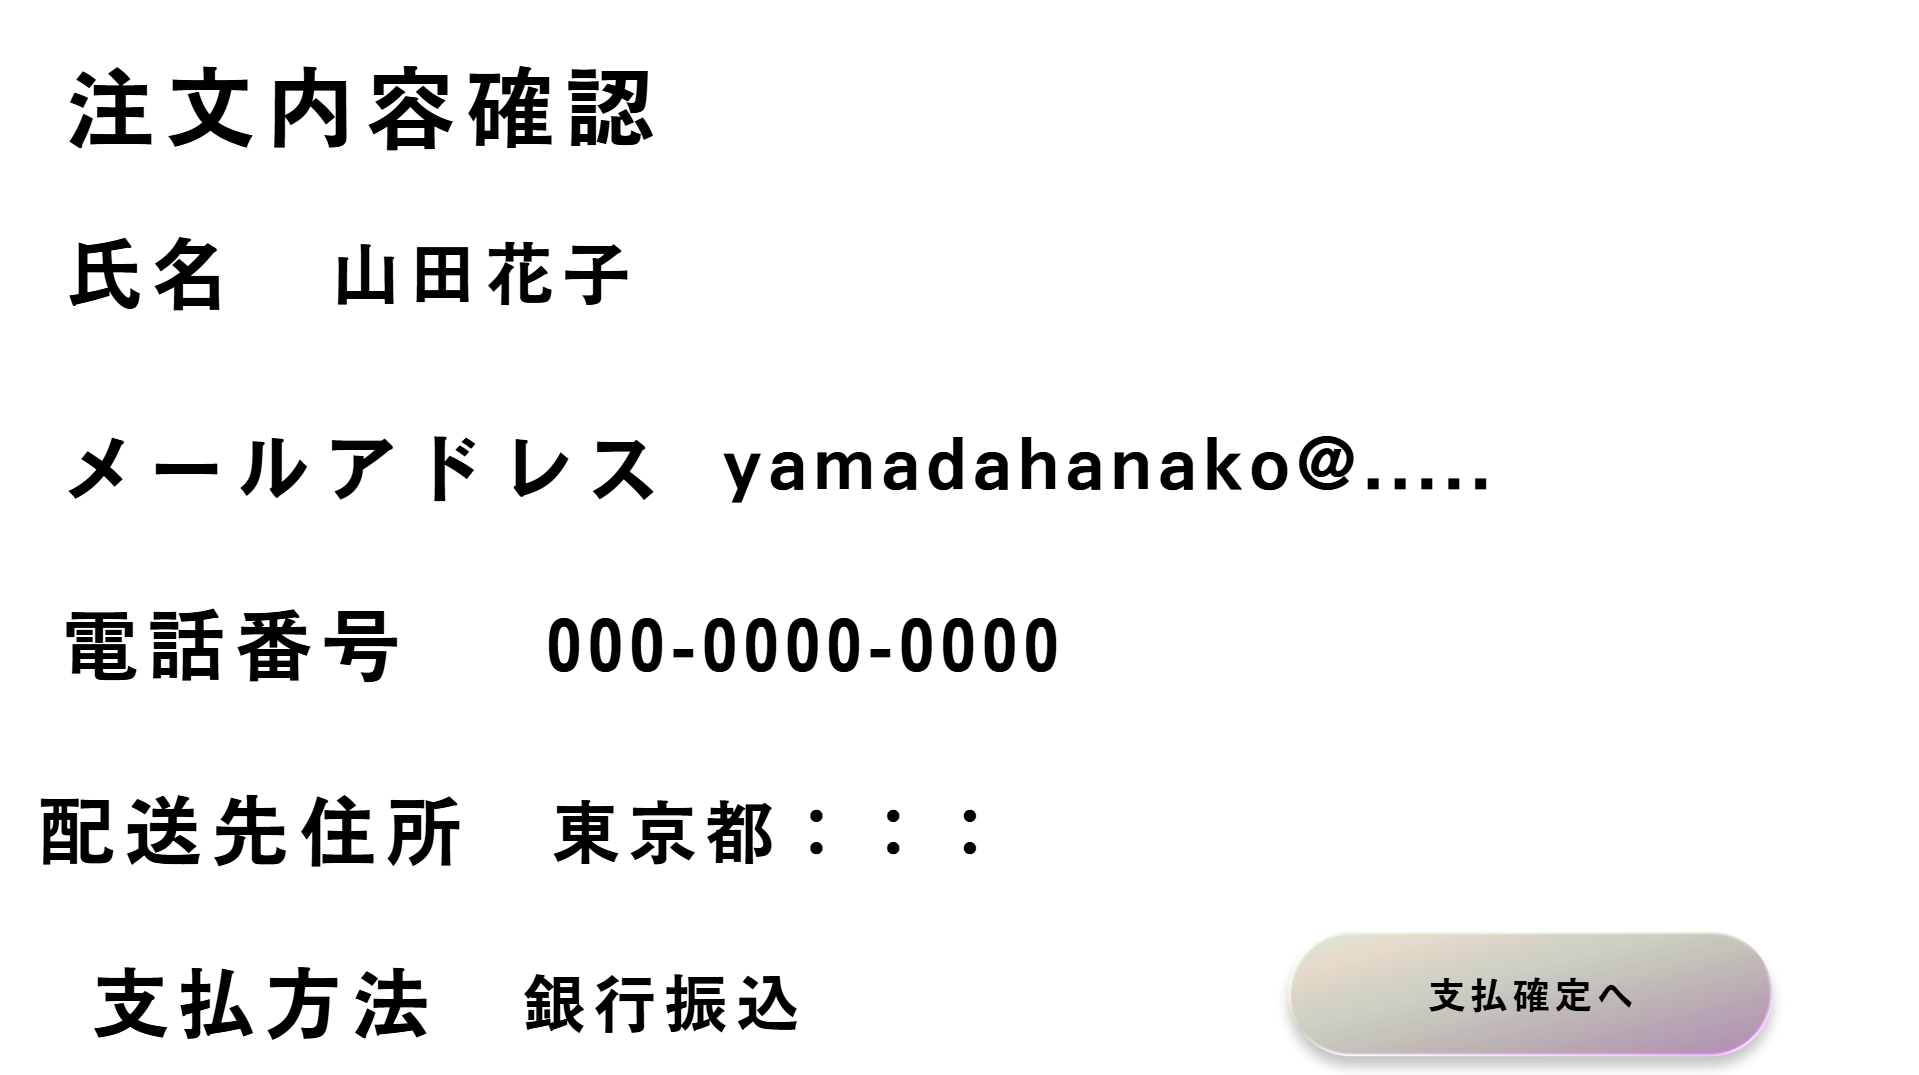 注文内容確認
氏名 山田花子
メールアドレス yamadahanako@.....
電話番号 000-0000-0000
配送先住所 東京都：：：
支払方法 銀行振込
支払確定へ